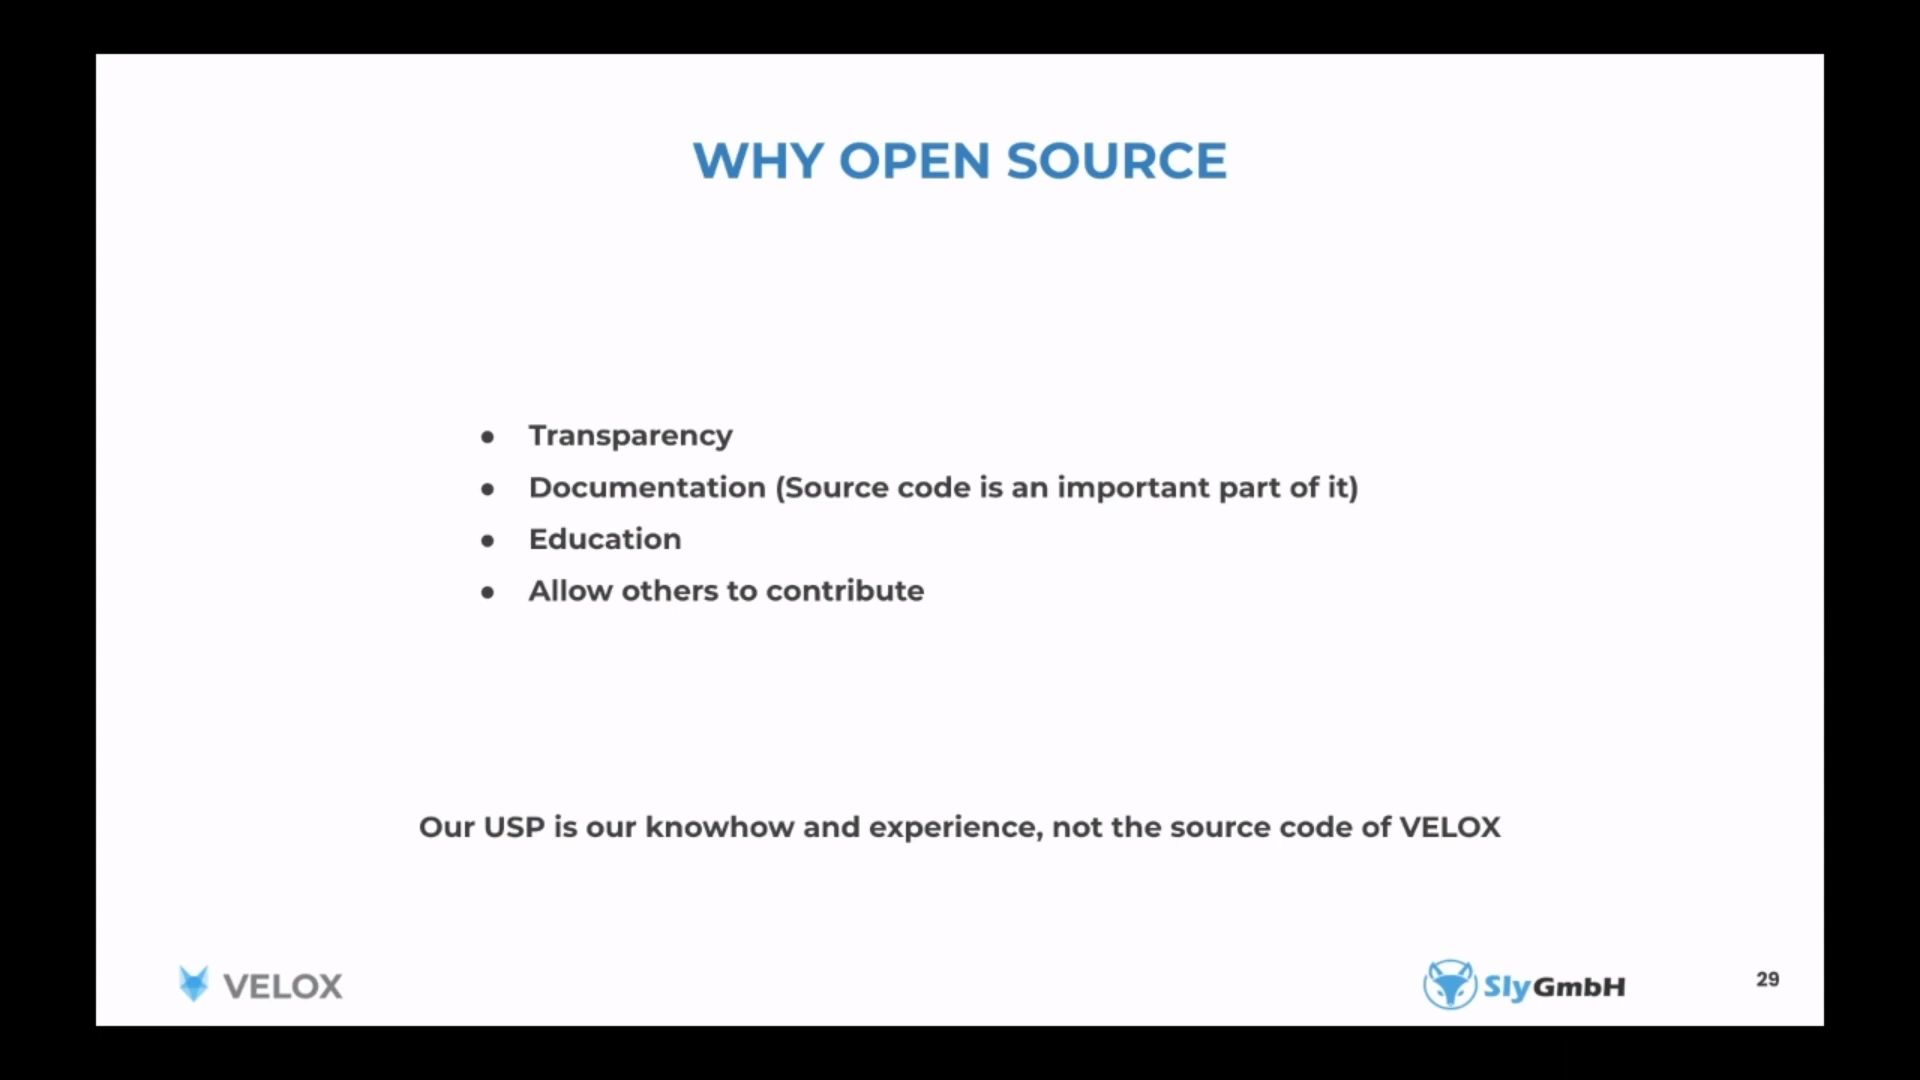 WHY OPEN SOURCE
● Transparency
● Documentation (Source code is an important part of it)
● Education
● Allow others to contribute
Our USP is our knowhow and experience, not the source code of VELOX
VELOX
SlyGmbH
29